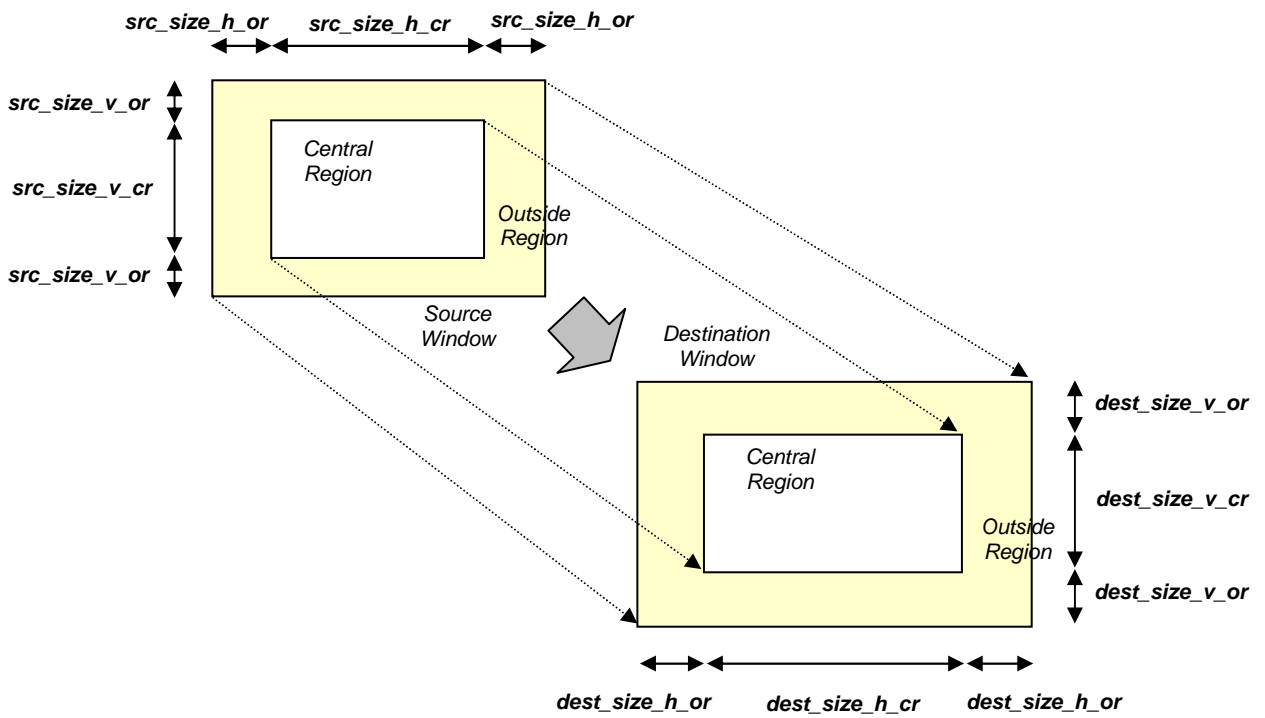 src_size_h_or src_size_h_cr src_size_h_or
src_size_v_or
src_size_v_cr
src_size_v_or
Central
Region
Outside
Region
Source
Window
Destination
Window
Central
Region
Outside
Region
dest_size_v_or
dest_size_v_cr
dest_size_v_or
dest_size_h_or dest_size_h_cr dest_size_h_or